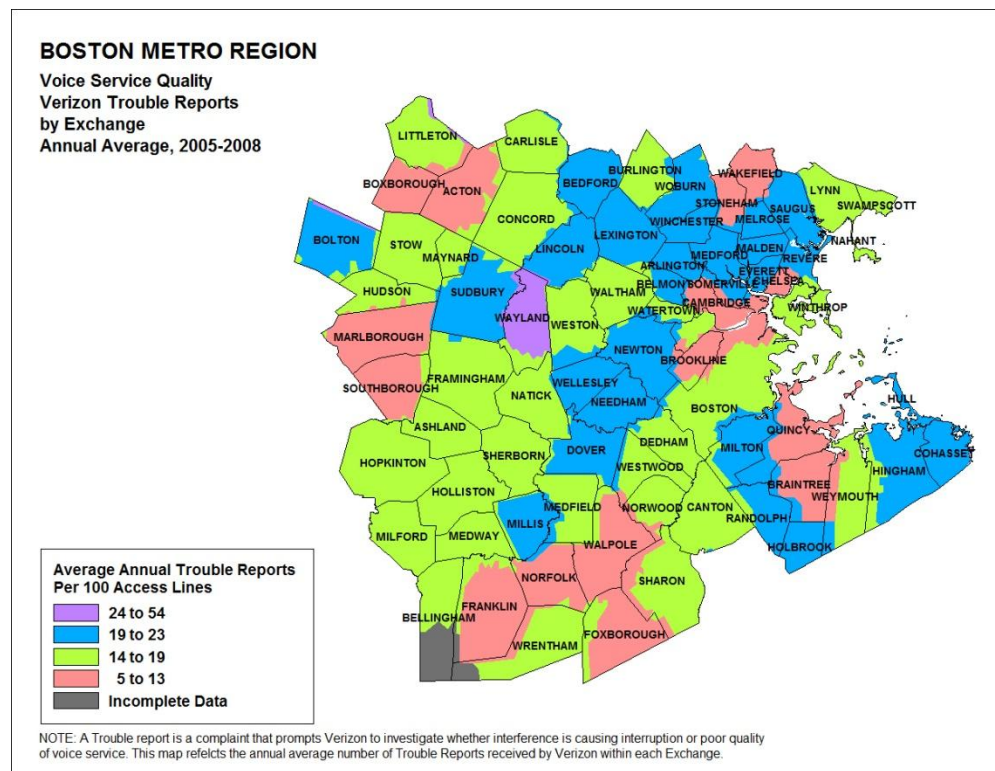 BOSTON METRO REGION
Voice Service Quality
Verizon Trouble Reports
by Exchange
Annual Average, 2005-2008
LITTLETON
CARLISLE
BOXBOROUGH
ACTON
BEDFORD
BURLINGTON
WOBURN
WAKEFIELD
STONEHAM
LYNN
SAUGUS
SWAMPSCOTT
CONCORD
WINCHESTER
MELROSE
BOLTON
STOW
LINCOLN
LEXINGTON
NAHANT
MAYNARD
MEDFORD
MALDEN
REVERE
ARLINGTON
EVERETT
CHELSEA
HUDSON
SUDBURY
BELMONT
SOMERVILLE
WALTHAM
CAMBRIDGE
WINTHROP
WAYLAND
WESTON
WATERTOWN
MARLBOROUGH
NEWTON
BROOKLINE
SOUTHBOROUGH
FRAMINGHAM
WELLESLEY
NATICK
NEEDHAM
BOSTON
HULL
ASHLAND
QUINCY
SHERBORN
DOVER
DEDHAM
MILTON
COHASSET
HOPKINTON
WESTWOOD
HINGHAM
HOLLISTON
BRAINTREE
WEYMOUTH
MEDFIELD
NORWOOD
CANTON
RANDOLPH
MILLIS
MILFORD
MEDWAY
WALPOLE
HOLBROOK
NORFOLK
SHARON
FRANKLIN
BELLINGHAM
FOXBOROUGH
WRENTHAM
Average Annual Trouble Reports
Per 100 Access Lines
24 to 54
19 to 23
14 to 19
5 to 13
Incomplete Data
NOTE: A Trouble report is a complaint that prompts Verizon to investigate whether interference is causing interruption or poor quality
of voice service. This map refelcts the annual average number of Trouble Reports received by Verizon within each Exchange.